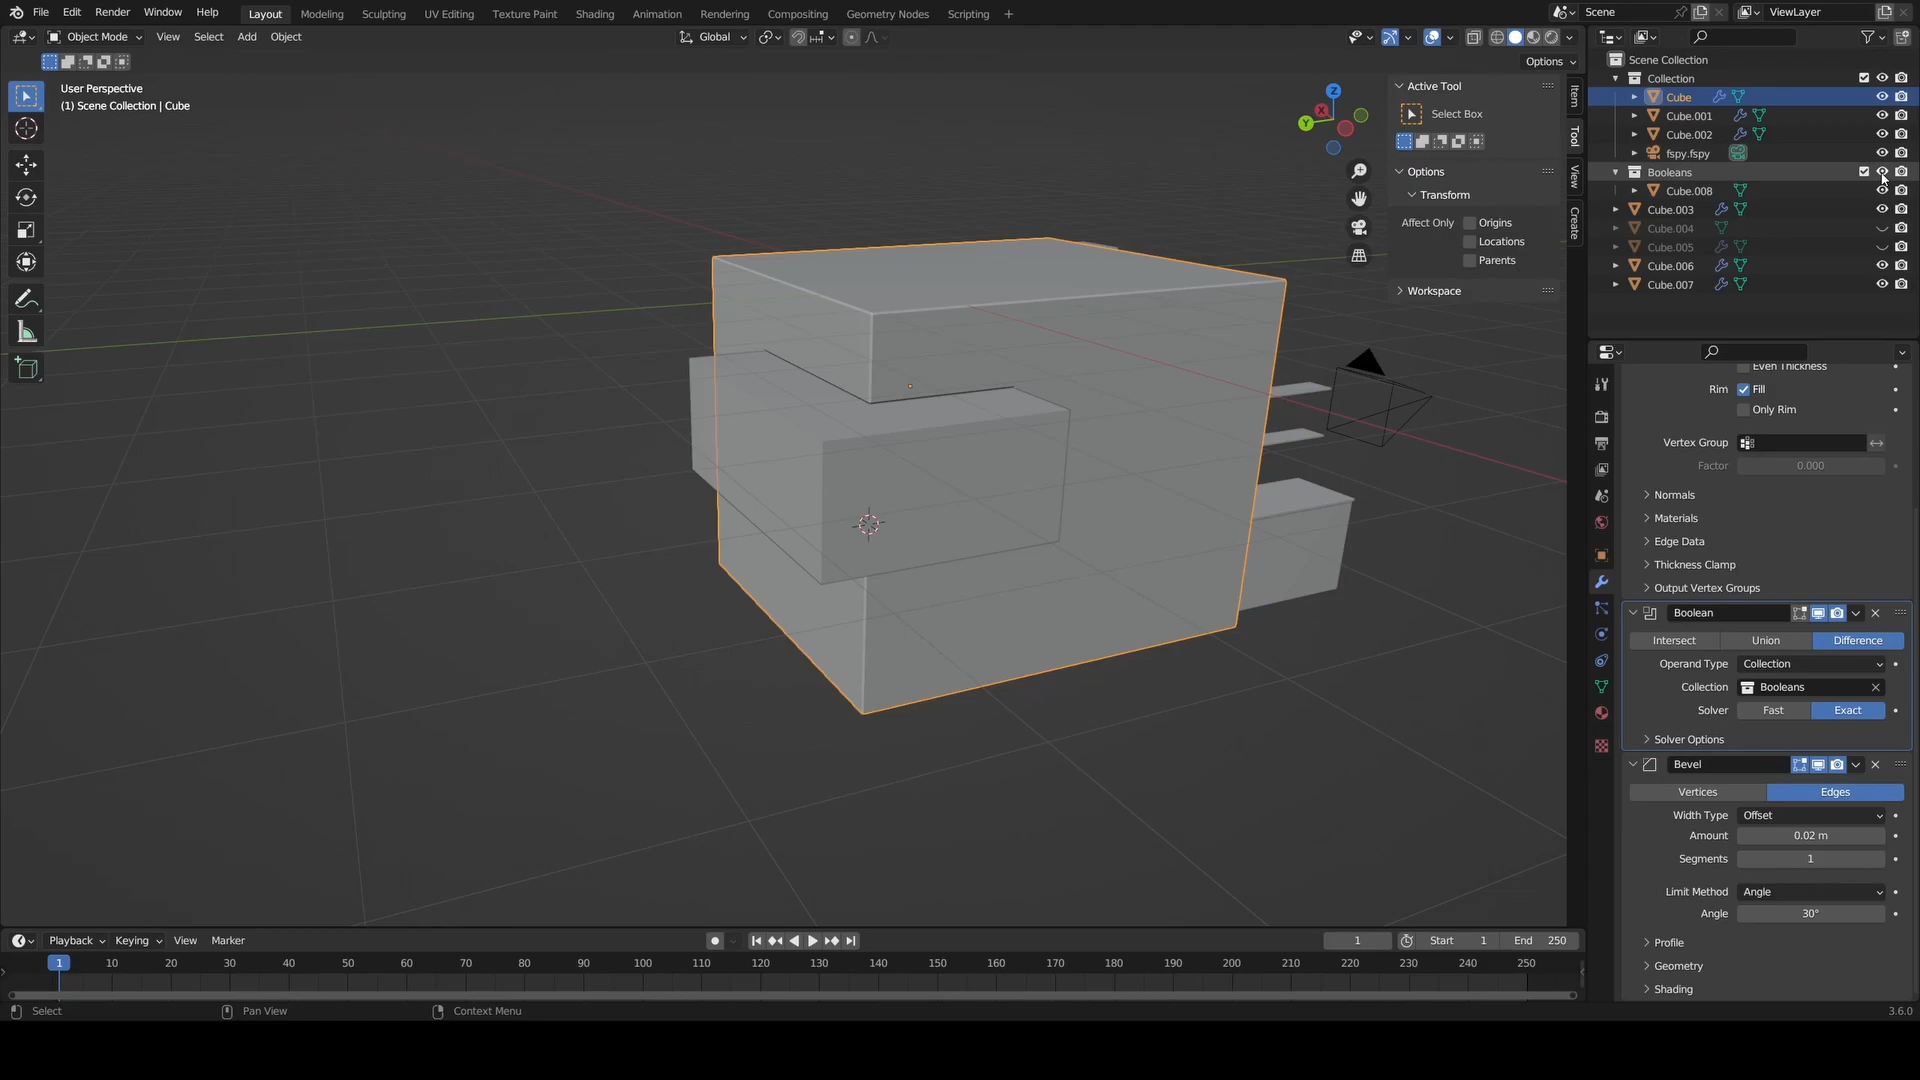 File Edit Render Window Help Layout Modeling Sculpting UV Editing Texture Paint Shading Animation Rendering Compositing Geometry Nodes Scripting + Scene ViewLayer
Object Mode View Select Add Object Global
Options
User Perspective
(1) Scene Collection | Cube
Z
X
Y
Active Tool
Select Box
Options
Transform
Affect Only Origins
Locations
Parents
Workspace
Item
Tool
View
Create
Scene Collection
Collection
Cube
Cube.001
Cube.002
fspy.fspy
Booleans
Cube.008
Cube.003
Cube.004
Cube.005
Cube.006
Cube.007
Even Thickness
Rim Fill
Only Rim
Vertex Group
Factor 0.000
Normals
Materials
Edge Data
Thickness Clamp
Output Vertex Groups
Boolean
Intersect Union Difference
Operand Type Collection
Collection Booleans
Solver Fast Exact
Solver Options
Bevel
Vertices Edges
Width Type Offset
Amount 0.02 m
Segments 1
Limit Method Angle
Angle 30°
Profile
Geometry
Shading
Playback Keying View Marker 1 Start 1 End 250
1 10 20 30 40 50 60 70 80 90 100 110 120 130 140 150 160 170 180 190 200 210 220 230 240 250
Select Pan View Context Menu 3.6.0